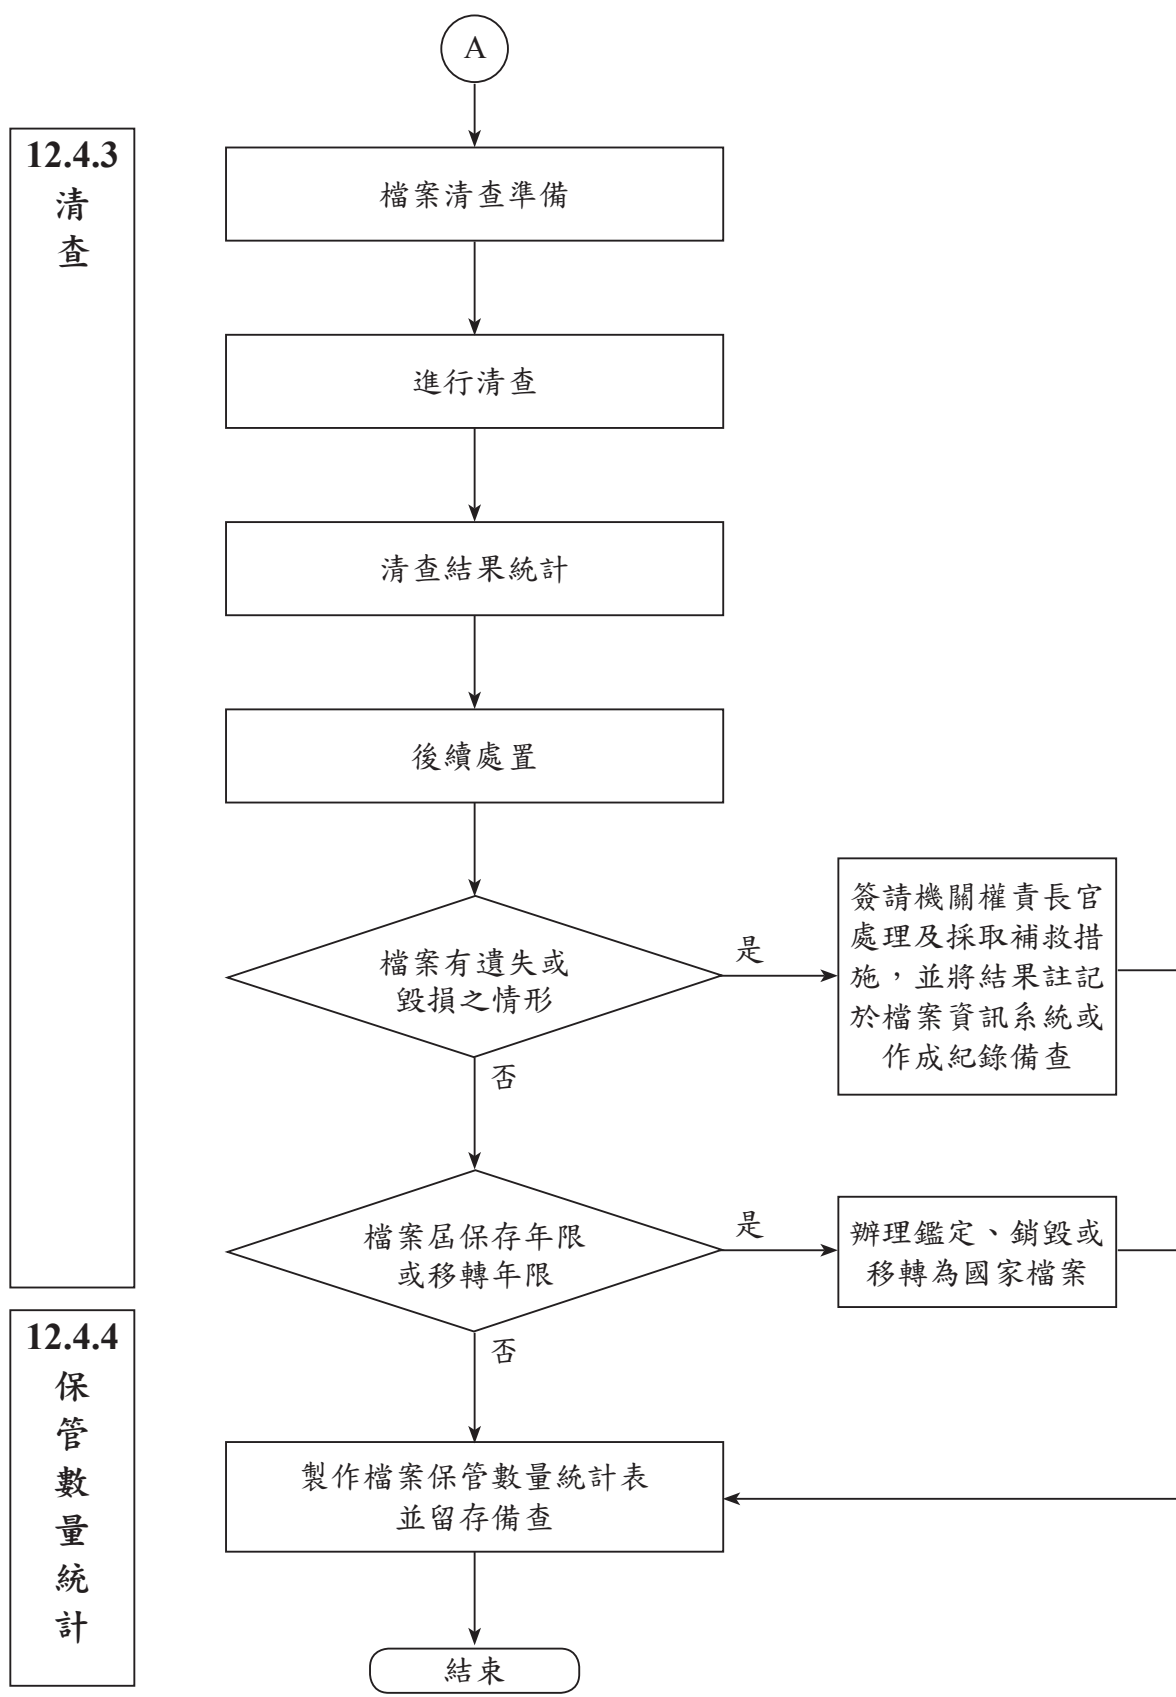 A
12.4.3
清
查
檔案清查準備
進行清查
清查結果統計
後續處置
檔案有遺失或
毀損之情形
是
簽請機關權責長官
處理及採取補救措
施，並將結果註記
於檔案資訊系統或
作成紀錄備查
否
檔案屆保存年限
或移轉年限
是
辦理鑑定、銷毀或
移轉為國家檔案
否
12.4.4
保
管
數
量
統
計
製作檔案保管數量統計表
並留存備查
結束